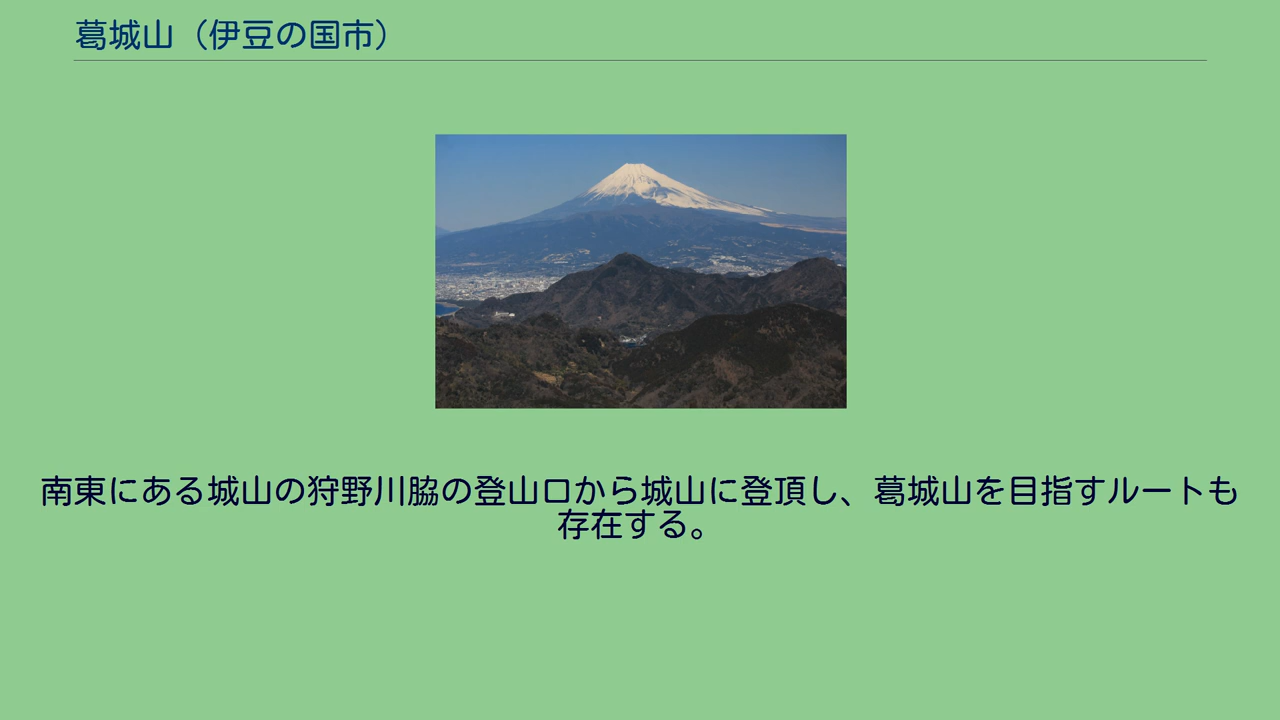 葛城山（伊豆の国市）
南東にある城山の狩野川脇の登山口から城山に登頂し、葛城山を目指すルートも
存在する。